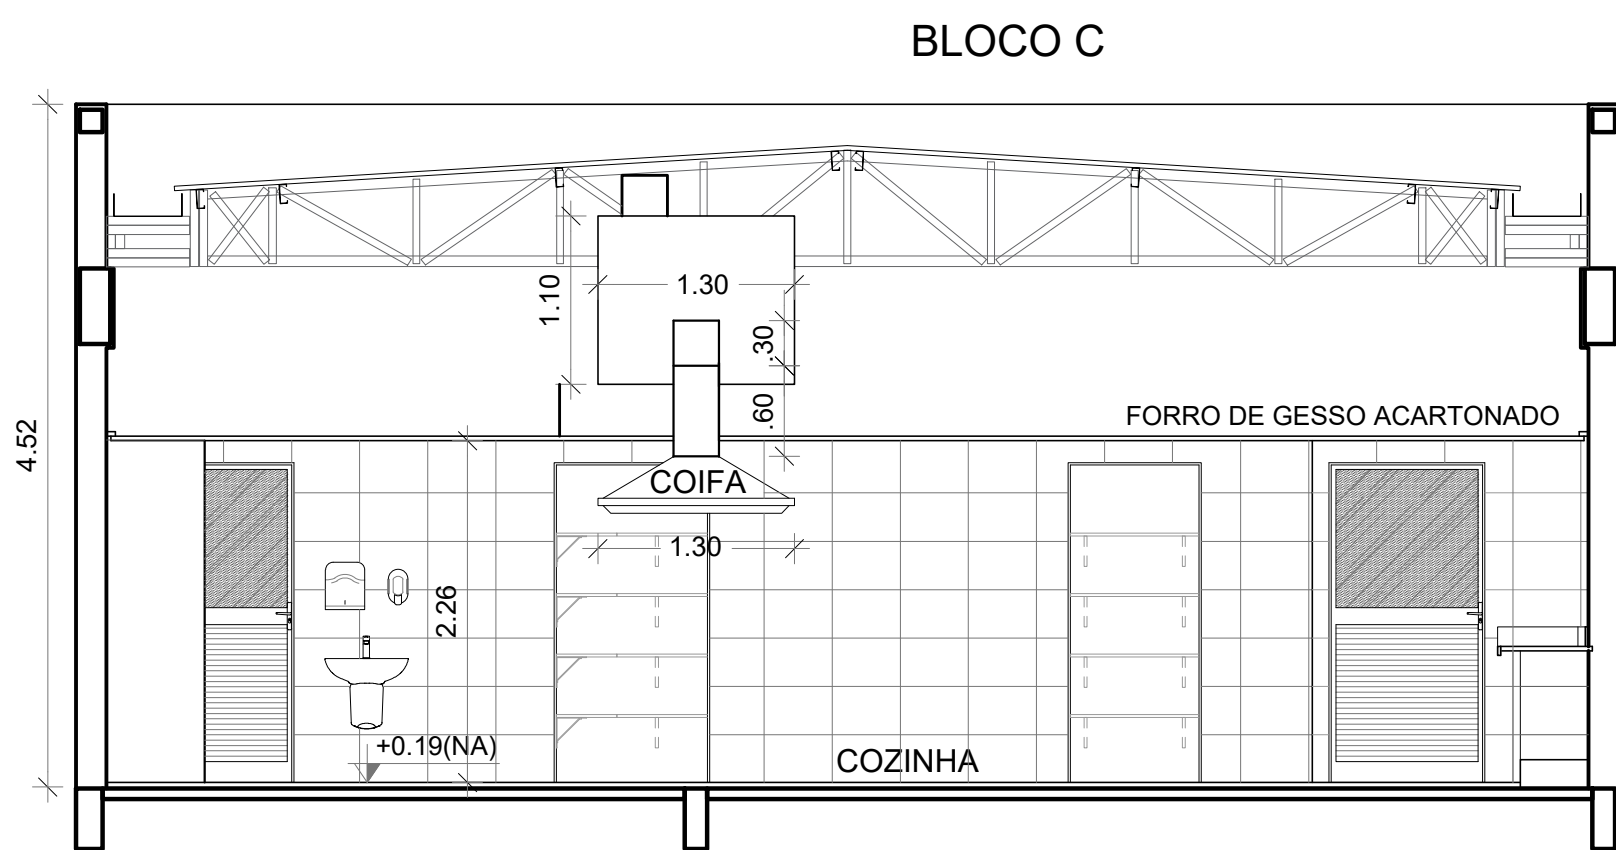 BLOCO C
1.10
1.30
.30
.60
4.52
FORRO DE GESSO ACARTONADO
COIFA
1.30
2.26
+0.19(NA)
COZINHA